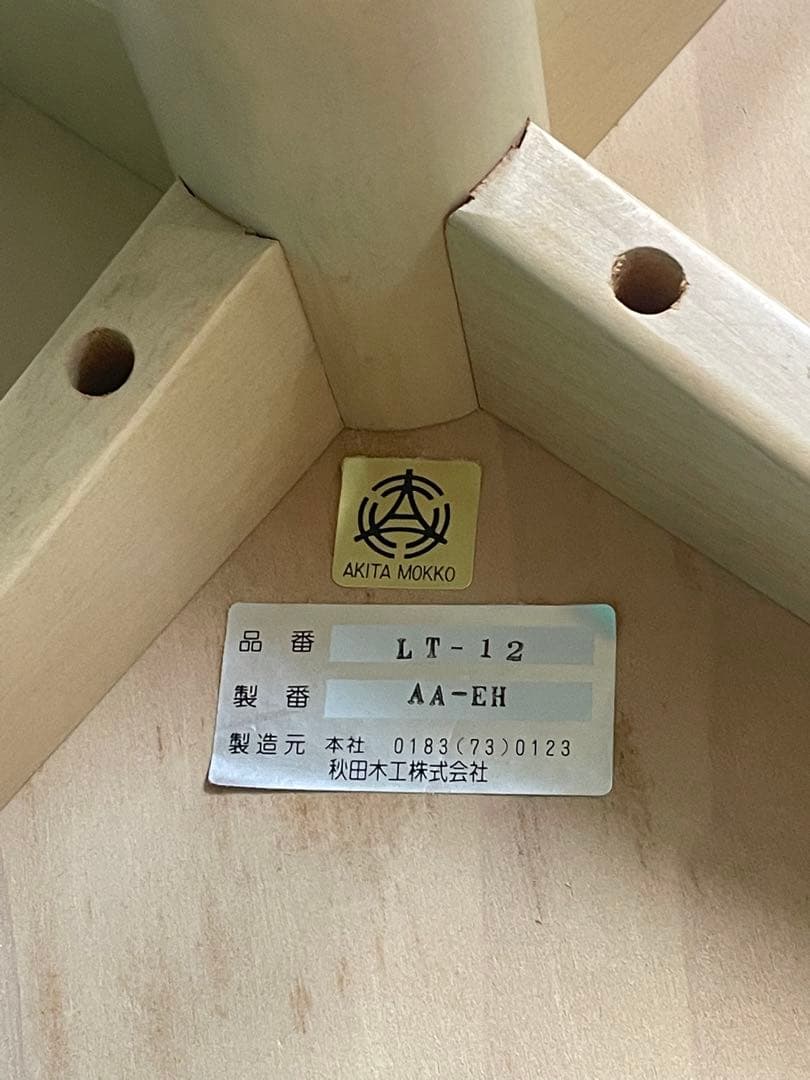 AKITA MOKKO
品番 LT-12
製番 AA-EH
製造元 本社 0183(73)0123
秋田木工株式会社